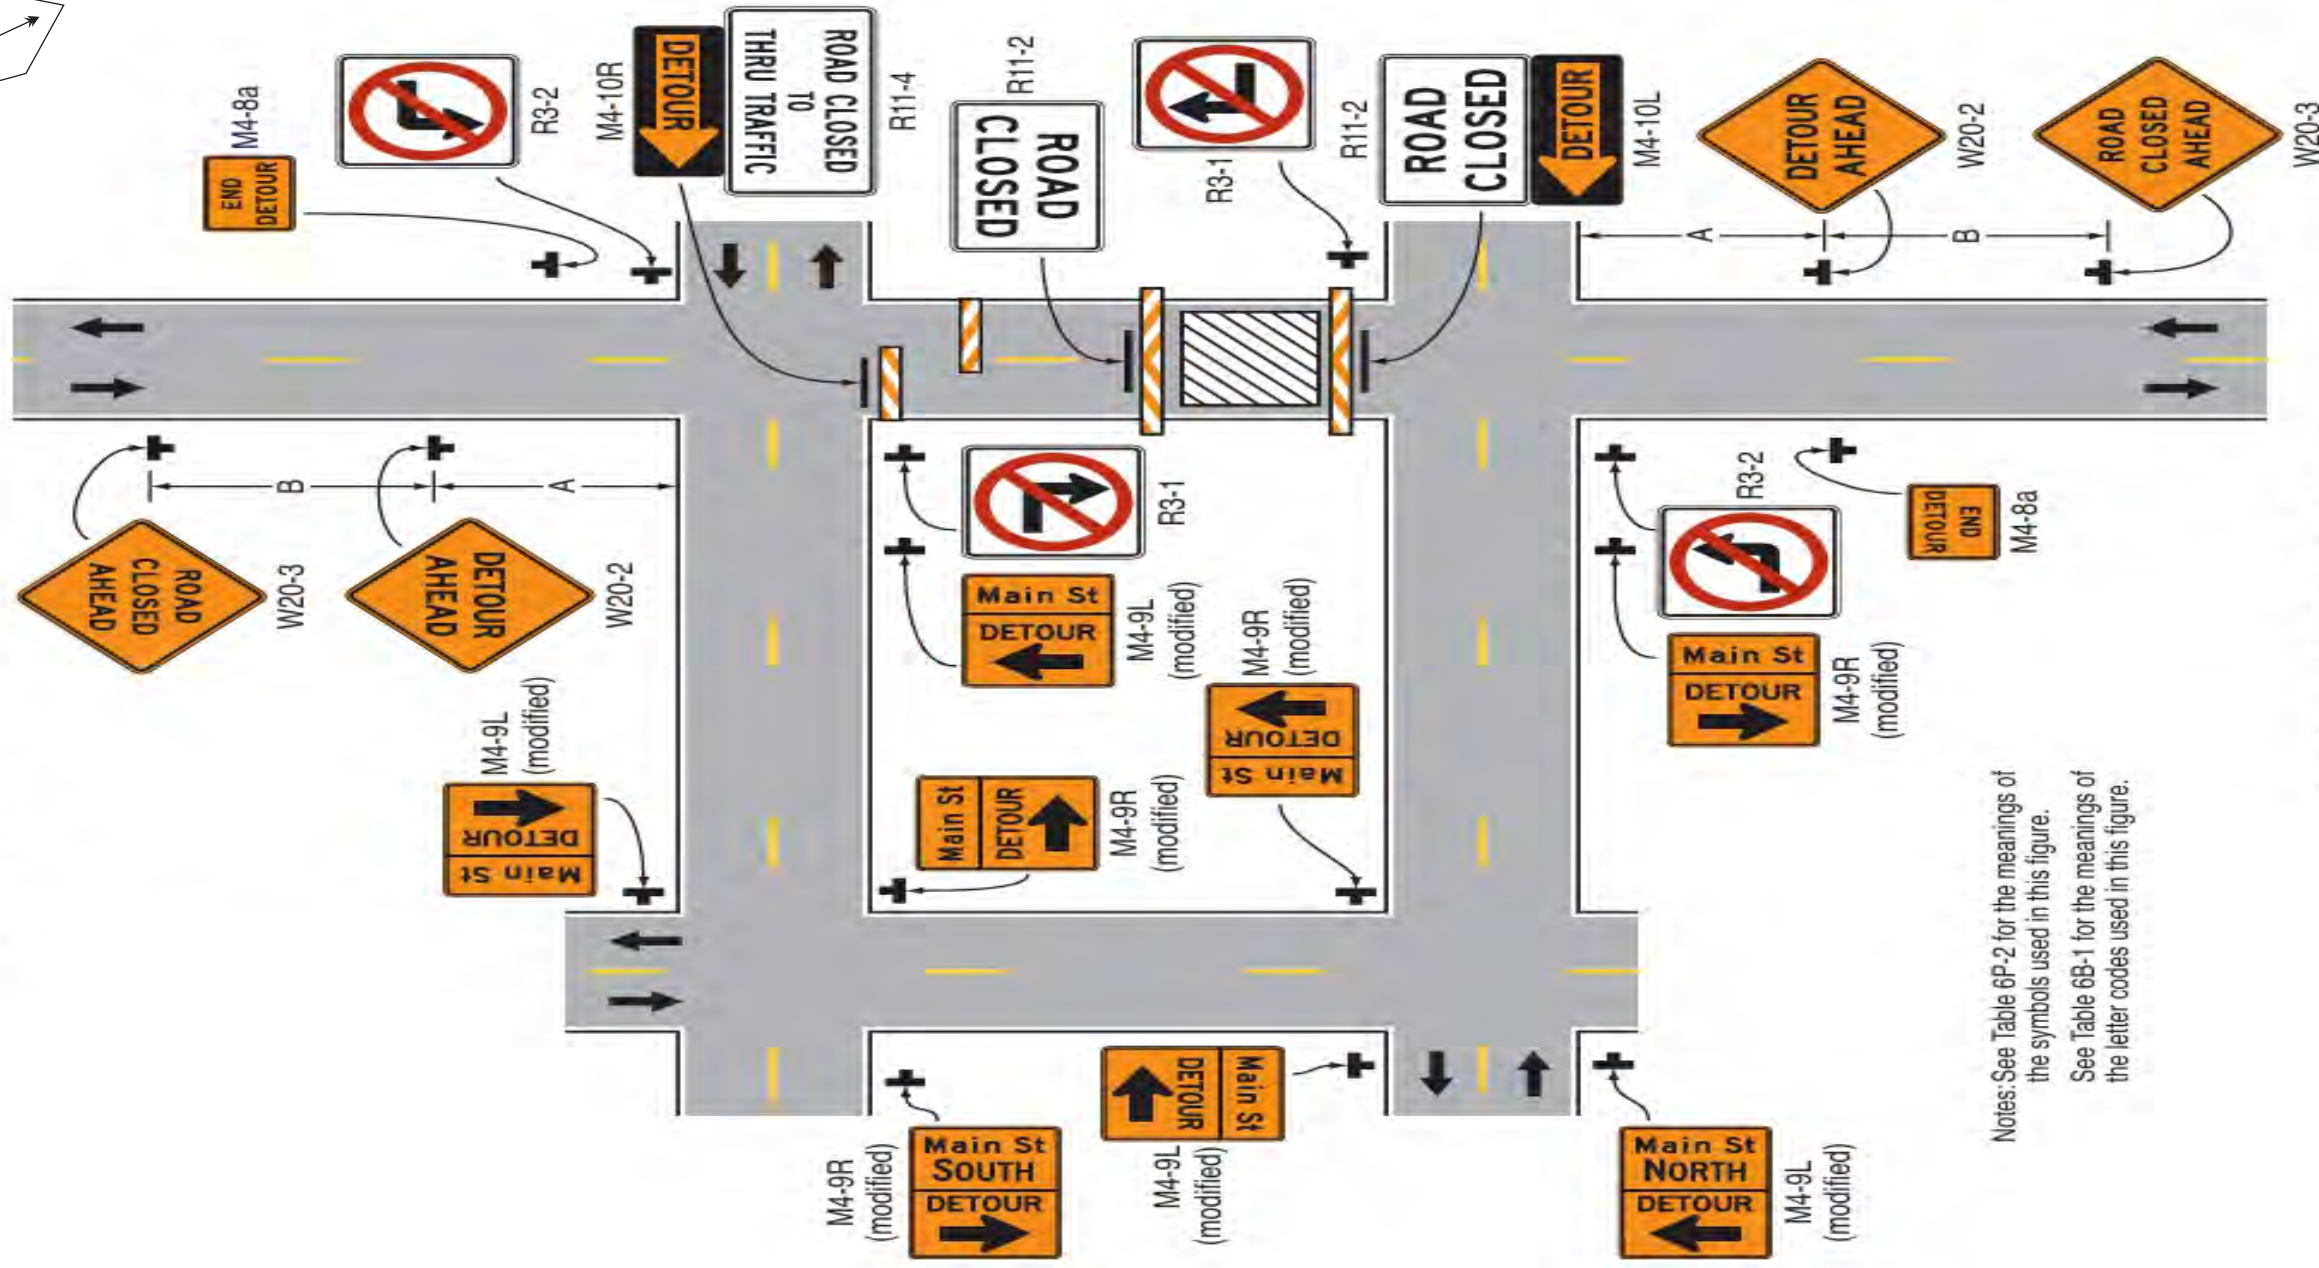 M4-8a
END
DETOUR
R3-2
M4-10R
DETOUR
ROAD CLOSED
TO
THRU TRAFFIC
R11-4
R11-2
ROAD
CLOSED
R3-1
R11-2
ROAD
CLOSED
DETOUR
M4-10L
DETOUR
AHEAD
W20-2
ROAD
CLOSED
AHEAD
W20-3
A
B
B
A
ROAD
CLOSED
AHEAD
W20-3
DETOUR
AHEAD
W20-2
R3-1
Main St
DETOUR
M4-9L
(modified)
M4-9R
(modified)
Main St
DETOUR
R3-2
END
DETOUR
M4-8a
Main St
DETOUR
M4-9R
(modified)
M4-9L
(modified)
Main St
DETOUR
Main St
DETOUR
M4-9R
(modified)
M4-9R
(modified)
Main St
SOUTH
DETOUR
Main St
DETOUR
M4-9L
(modified)
Main St
NORTH
DETOUR
M4-9L
(modified)
Notes: See Table 6P-2 for the meanings of
the symbols used in this figure.
See Table 6B-1 for the meanings of
the letter codes used in this figure.